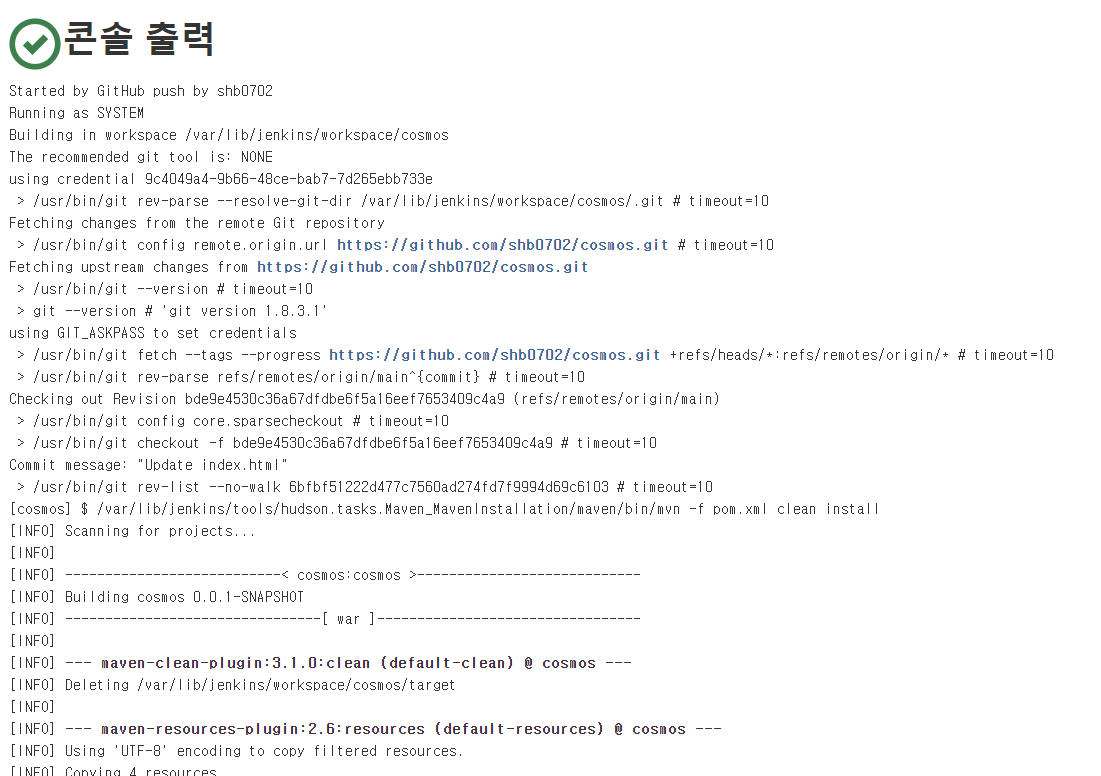 콘솔 출력
Started by GitHub push by shb0702
Running as SYSTEM
Building in workspace /var/lib/jenkins/workspace/cosmos
The recommended git tool is: NONE
using credential 9c4049a4-9b66-48ce-bab7-7d265ebb733e
 > /usr/bin/git rev-parse --resolve-git-dir /var/lib/jenkins/workspace/cosmos/.git # timeout=10
Fetching changes from the remote Git repository
 > /usr/bin/git config remote.origin.url https://github.com/shb0702/cosmos.git # timeout=10
Fetching upstream changes from https://github.com/shb0702/cosmos.git
 > /usr/bin/git --version # timeout=10
 > git --version # 'git version 1.8.3.1'
using GIT_ASKPASS to set credentials
 > /usr/bin/git fetch --tags --progress https://github.com/shb0702/cosmos.git +refs/heads/*:refs/remotes/origin/* # timeout=10
 > /usr/bin/git rev-parse refs/remotes/origin/main^{commit} # timeout=10
Checking out Revision bde9e4530c36a67dfdbe6f5a16eef7653409c4a9 (refs/remotes/origin/main)
 > /usr/bin/git config core.sparsecheckout # timeout=10
 > /usr/bin/git checkout -f bde9e4530c36a67dfdbe6f5a16eef7653409c4a9 # timeout=10
Commit message: "Update index.html"
 > /usr/bin/git rev-list --no-walk 6bfbf51222d477c7560ad274fd7f9994d69c6103 # timeout=10
[cosmos] $ /var/lib/jenkins/tools/hudson.tasks.Maven_MavenInstallation/maven/bin/mvn -f pom.xml clean install
[INFO] Scanning for projects...
[INFO]
[INFO] ---------------------------< cosmos:cosmos >----------------------------
[INFO] Building cosmos 0.0.1-SNAPSHOT
[INFO] --------------------------------[ war ]---------------------------------
[INFO]
[INFO] --- maven-clean-plugin:3.1.0:clean (default-clean) @ cosmos ---
[INFO] Deleting /var/lib/jenkins/workspace/cosmos/target
[INFO]
[INFO] --- maven-resources-plugin:2.6:resources (default-resources) @ cosmos ---
[INFO] Using 'UTF-8' encoding to copy filtered resources.
[INFO] Copying 4 resources